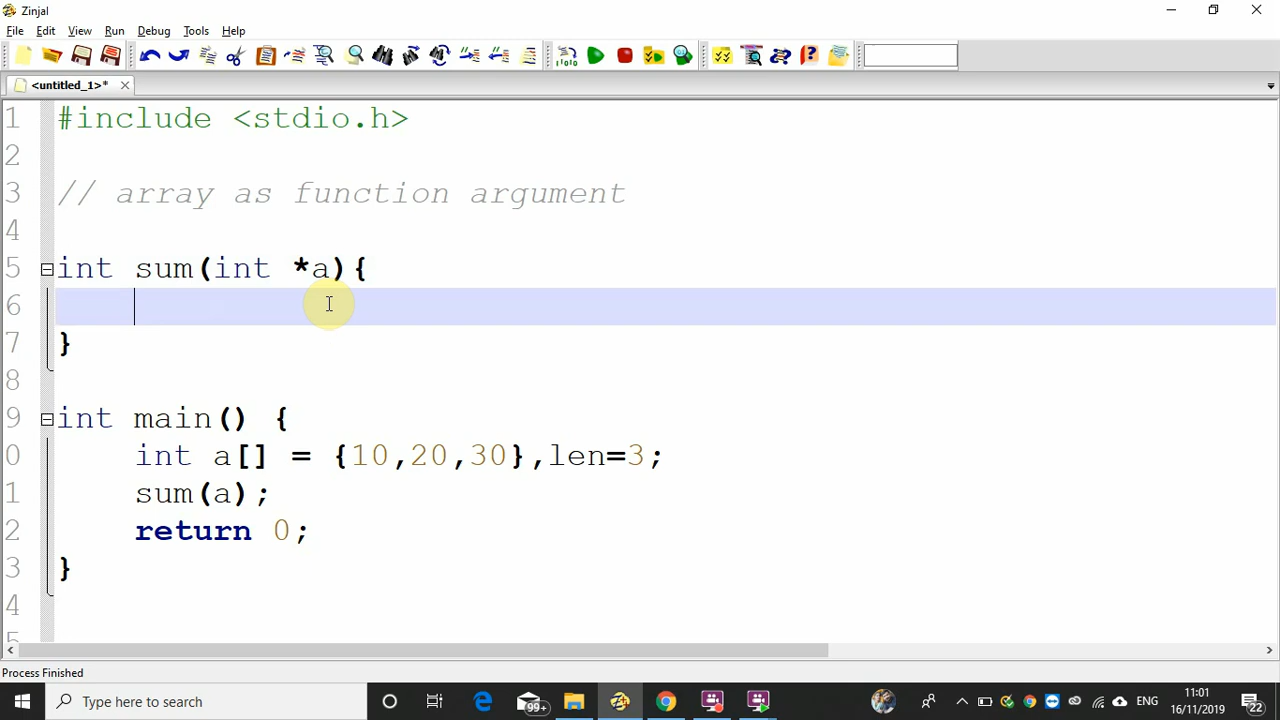 Zinjal
File Edit View Run Debug Tools Help
<untitled_1>*
1 #include <stdio.h>
2
3 // array as function argument
4
5 int sum(int *a){
6
7 }
8
9 int main() {
0 int a[] = {10,20,30},len=3;
1 sum(a);
2 return 0;
3 }
4
Process Finished
Type here to search
99+
ENG
11:01
16/11/2019
22